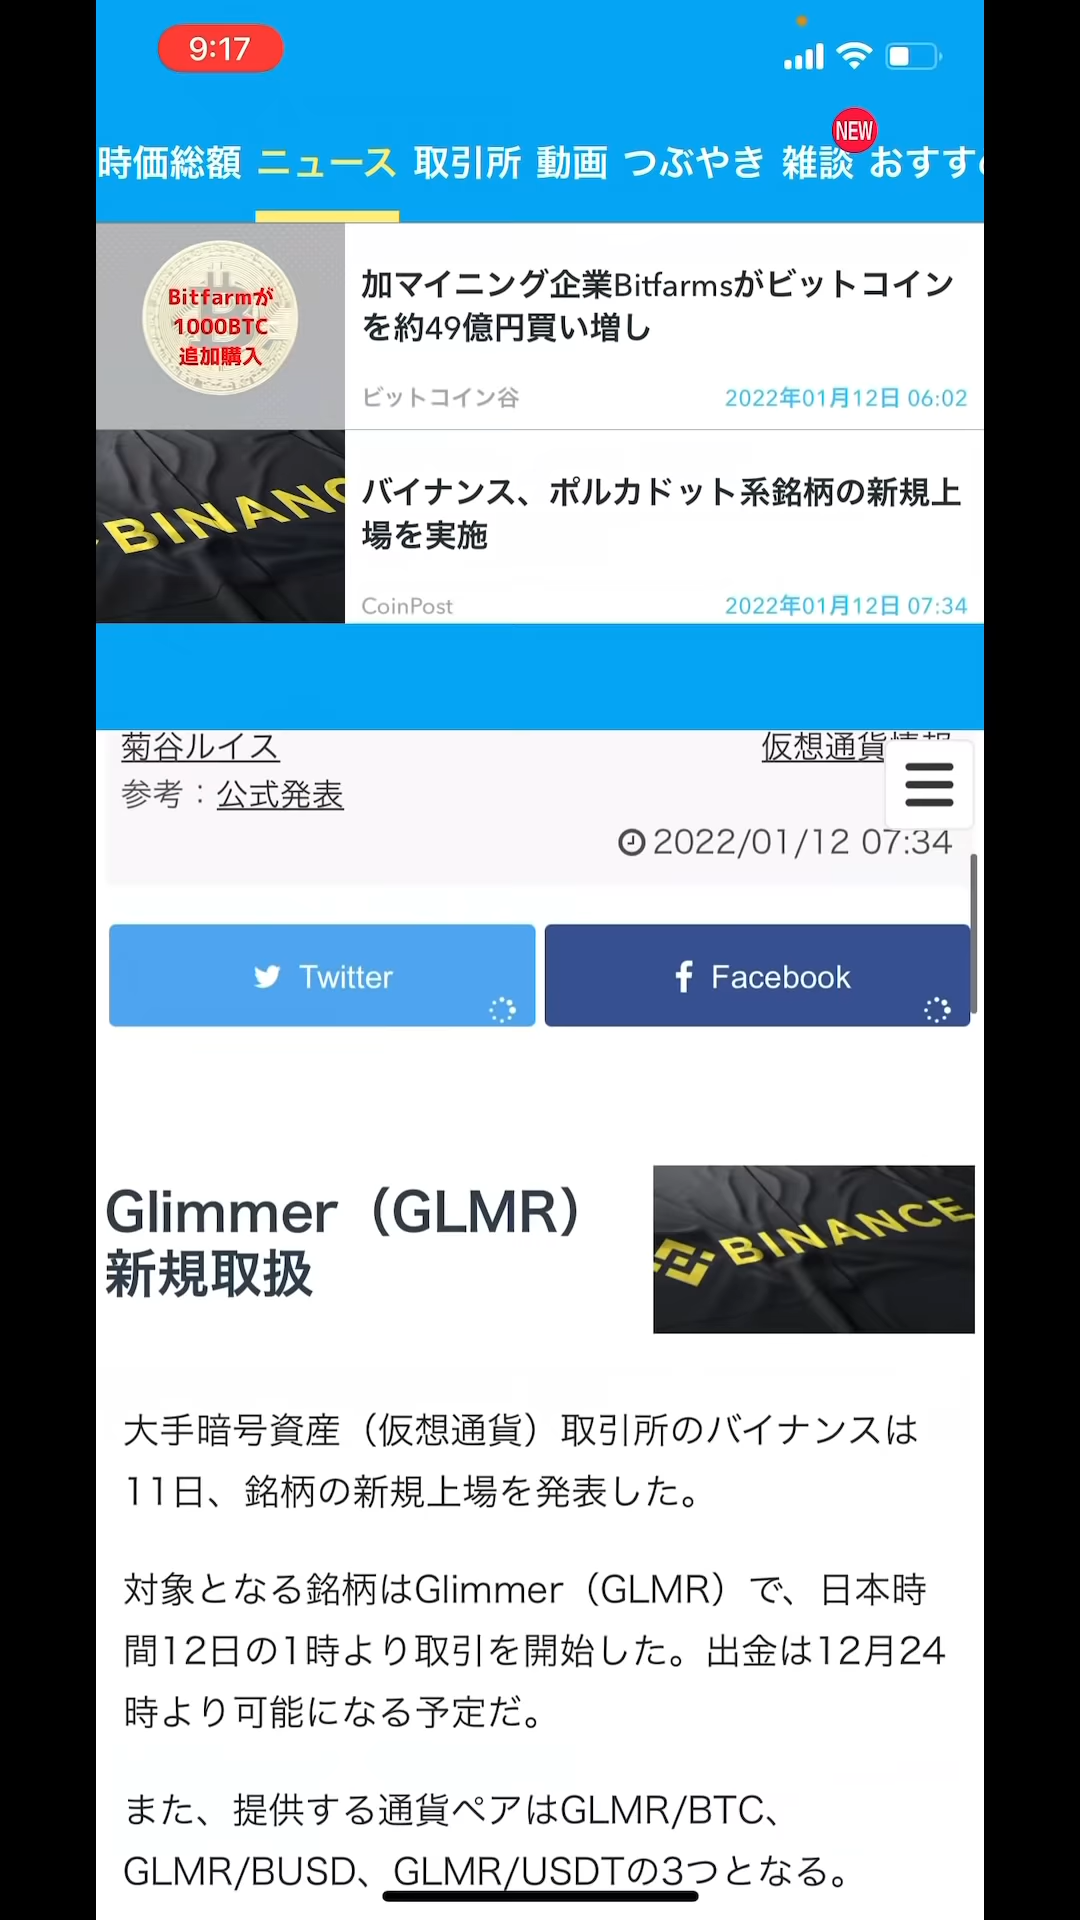 9:17
NEW
時価総額 ニュース 取引所 動画 つぶやき 雑談 おすす
Bitfarmが
1000BTC
追加購入
加マイニング企業Bitfarmsがビットコイン
を約49億円買い増し
ビットコイン谷 2022年01月12日 06:02
BINANC
バイナンス、ポルカドット系銘柄の新規上
場を実施
CoinPost 2022年01月12日 07:34
菊谷ルイス 仮想通貨情報
参考：公式発表
2022/01/12 07:34
Twitter Facebook
Glimmer（GLMR）
新規取扱
BINANCE
大手暗号資産（仮想通貨）取引所のバイナンスは
11日、銘柄の新規上場を発表した。
対象となる銘柄はGlimmer（GLMR）で、日本時
間12日の1時より取引を開始した。出金は12月24
時より可能になる予定だ。
また、提供する通貨ペアはGLMR/BTC、
GLMR/BUSD、GLMR/USDTの3つとなる。